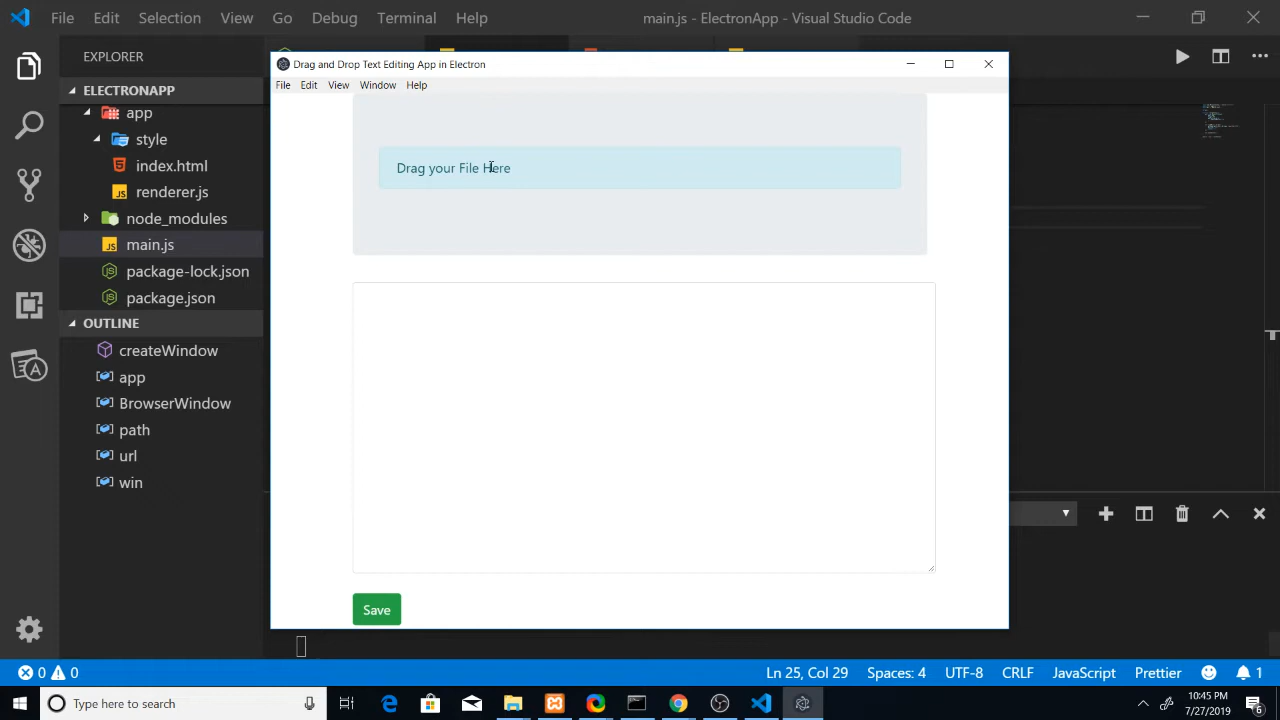 File Edit Selection View Go Debug Terminal Help
main.js - ElectronApp - Visual Studio Code
EXPLORER
ELECTRONAPP
app
style
index.html
JS renderer.js
node_modules
JS main.js
package-lock.json
package.json
OUTLINE
createWindow
app
BrowserWindow
path
url
win
Drag and Drop Text Editing App in Electron
File Edit View Window Help
Drag your File Here
Save
0 0
Ln 25, Col 29 Spaces: 4 UTF-8 CRLF JavaScript Prettier 1
Type here to search
10:45 PM
7/27/2019
6